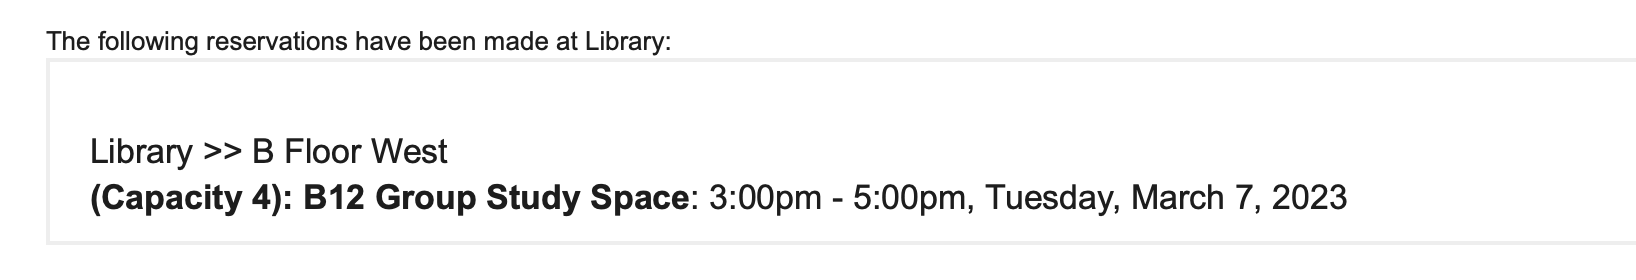 The following reservations have been made at Library:
Library >> B Floor West
(Capacity 4): B12 Group Study Space: 3:00pm - 5:00pm, Tuesday, March 7, 2023